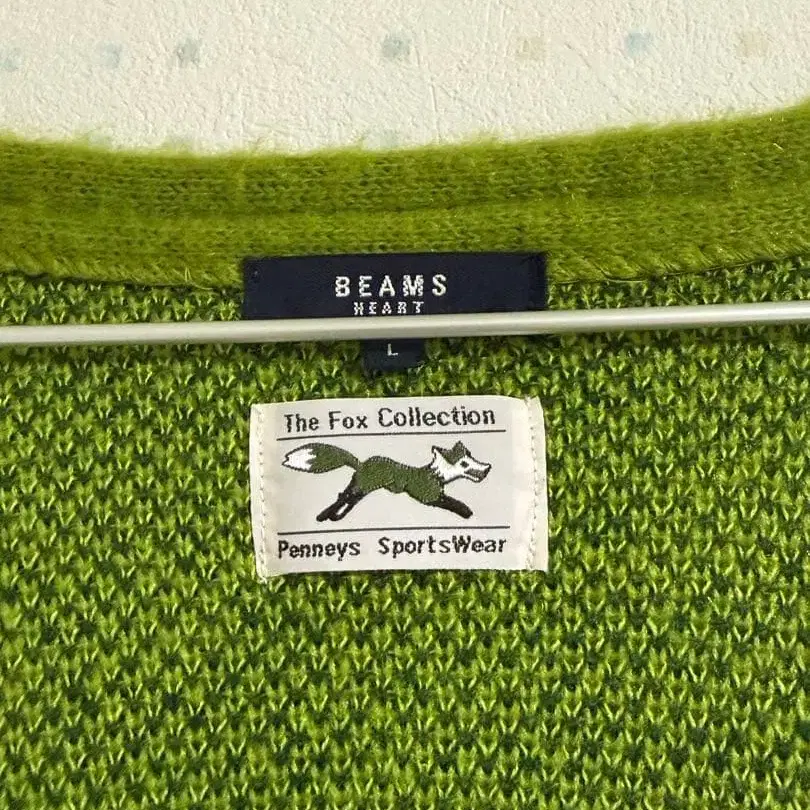 BEAMS
HEART
L
The Fox Collection
Penneys SportsWear